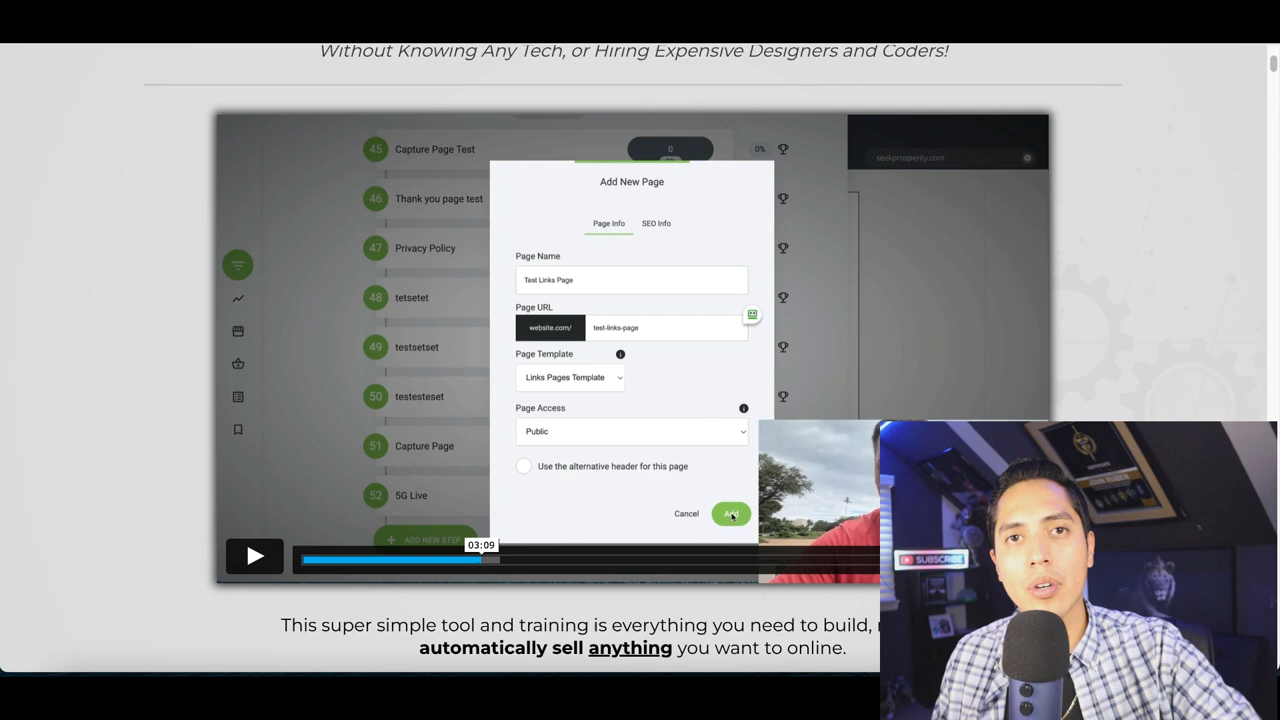 Without Knowing Any Tech, or Hiring Expensive Designers and Coders!
45 Capture Page Test 0 0%
seekprosperity.com
Add New Page
46 Thank you page test
Page Info SEO Info
47 Privacy Policy
Page Name
Test Links Page
48 tetsetet
Page URL
website.com/ test-links-page
49 testsetset
Page Template
Links Pages Template
50 testesteset
Page Access
Public
51 Capture Page
Use the alternative header for this page
52 5G Live
Cancel Add
+ ADD NEW STEP
03:09
JOHN RUBEN
SUBSCRIBE
This super simple tool and training is everything you need to build,
automatically sell anything you want to online.